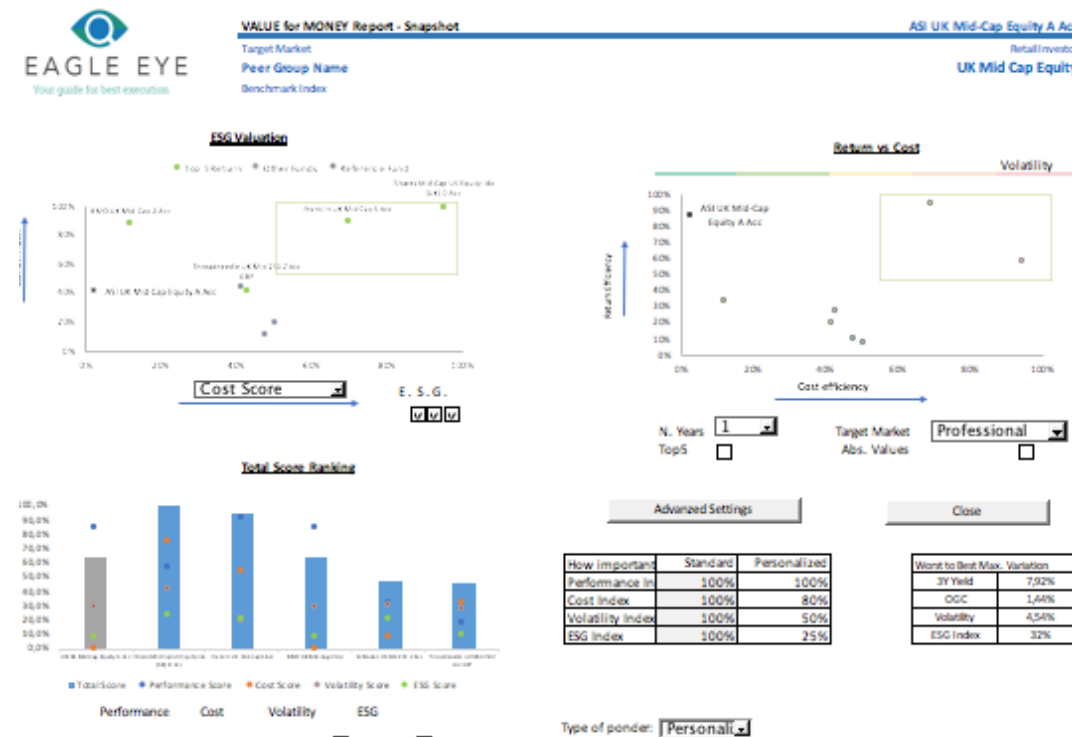 EAGLE EYE
Your guide for best execution.
VALUE for MONEY Report - Snapshot
ASI UK Mid-Cap Equity A Acc
Target Market
Peer Group Name
UK Mid Cap Equity
Benchmark Index
ESG Valuation
Top 5 Return Other Funds Reference Fund
100%
80%
60%
40%
20%
0%
ASI UK Mid-Cap Equity A Acc
0% 20% 40% 60% 80% 100%
Cost Score
E. S. G.
Return vs Cost
Volatility
100%
90%
80%
70%
60%
50%
40%
30%
20%
10%
0%
Return Efficiency
ASI UK Mid-Cap
Equity A Acc
0% 20% 40% 60% 80% 100%
Cost efficiency
N. Years 1
Target Market Professional
Top5
Abs. Values
Total Score Ranking
100,0%
90,0%
80,0%
70,0%
60,0%
50,0%
40,0%
30,0%
20,0%
10,0%
0,0%
Total Score Performance Score Cost Score Volatility Score ESG Score
Performance Cost Volatility ESG
Advanced Settings
Close
How important Standard Personalized
Performance In 100% 100%
Cost Index 100% 80%
Volatility Index 100% 50%
ESG Index 100% 25%
Worst to Best Max. Variation
3Y Yield 7,92%
OGC 1,44%
Volatility 4,54%
ESG Index 32%
Type of ponder: Personali